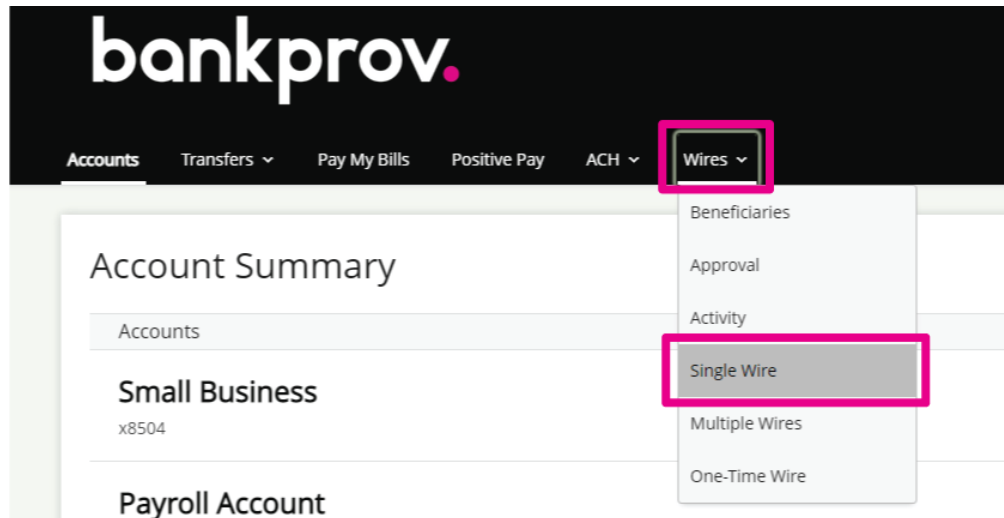 bankprov.
Accounts Transfers Pay My Bills Positive Pay ACH Wires
Beneficiaries
Approval
Activity
Single Wire
Multiple Wires
One-Time Wire
Account Summary
Accounts
Small Business
x8504
Payroll Account